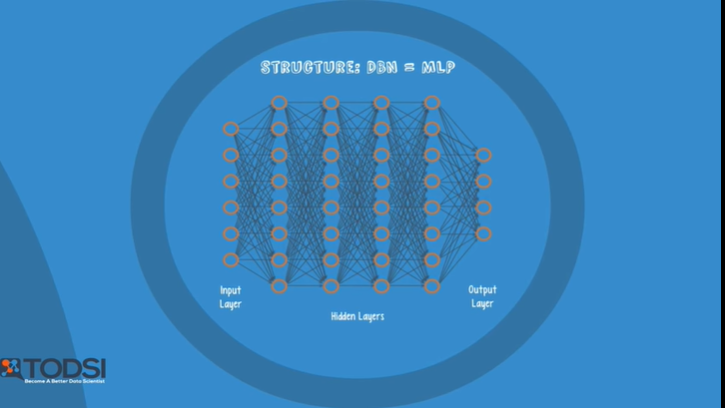 STRUCTURE: DBN = MLP
Input
Layer
Output
Layer
Hidden Layers
TODSI
Become A Better Data Scientist